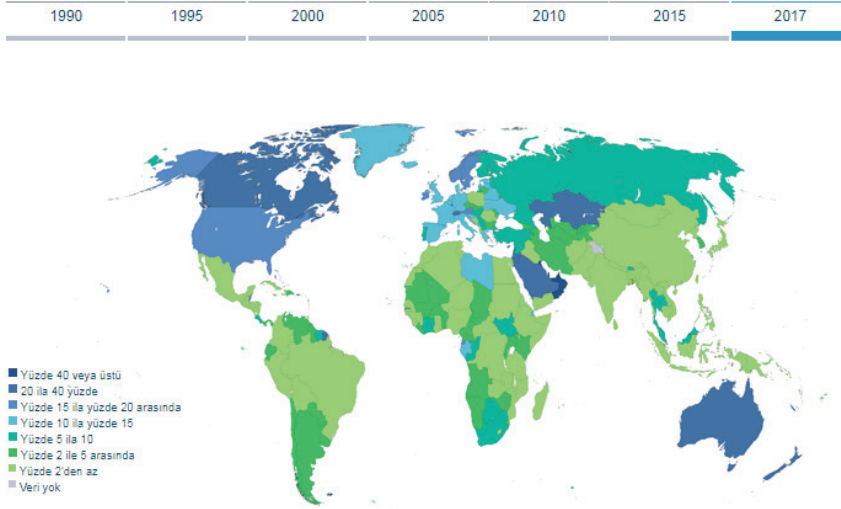 1990 1995 2000 2005 2010 2015 2017
Yüzde 40 veya üstü
20 ila 40 yüzde
Yüzde 15 ila yüzde 20 arasında
Yüzde 10 ila yüzde 15
Yüzde 5 ila 10
Yüzde 2 ile 5 arasında
Yüzde 2'den az
Veri yok